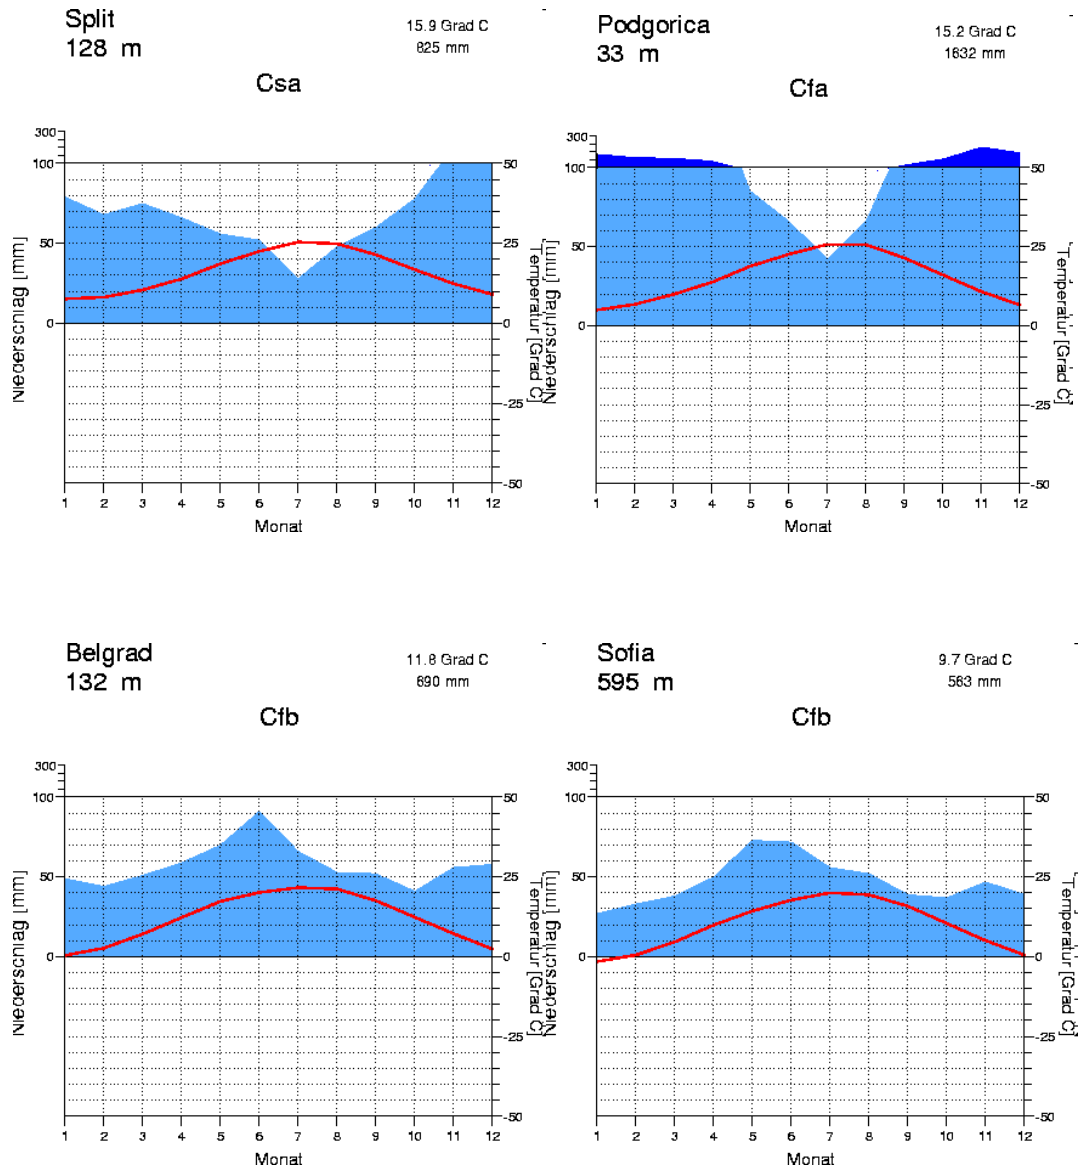 Split
128 m
15.9 Grad C
825 mm
Csa
300
100
50
0
50
25
0
-25
-50
Niederschlag [mm]
Temperatur [Grad C]
1 2 3 4 5 6 7 8 9 10 11 12
Monat
Podgorica
33 m
15.2 Grad C
1632 mm
Cfa
300
100
50
0
50
25
0
-25
-50
Niederschlag [mm]
Temperatur [Grad C]
1 2 3 4 5 6 7 8 9 10 11 12
Monat
Belgrad
132 m
11.8 Grad C
690 mm
Cfb
300
100
50
0
50
25
0
-25
-50
Niederschlag [mm]
Temperatur [Grad C]
1 2 3 4 5 6 7 8 9 10 11 12
Monat
Sofia
595 m
9.7 Grad C
563 mm
Cfb
300
100
50
0
50
25
0
-25
-50
Niederschlag [mm]
Temperatur [Grad C]
1 2 3 4 5 6 7 8 9 10 11 12
Monat